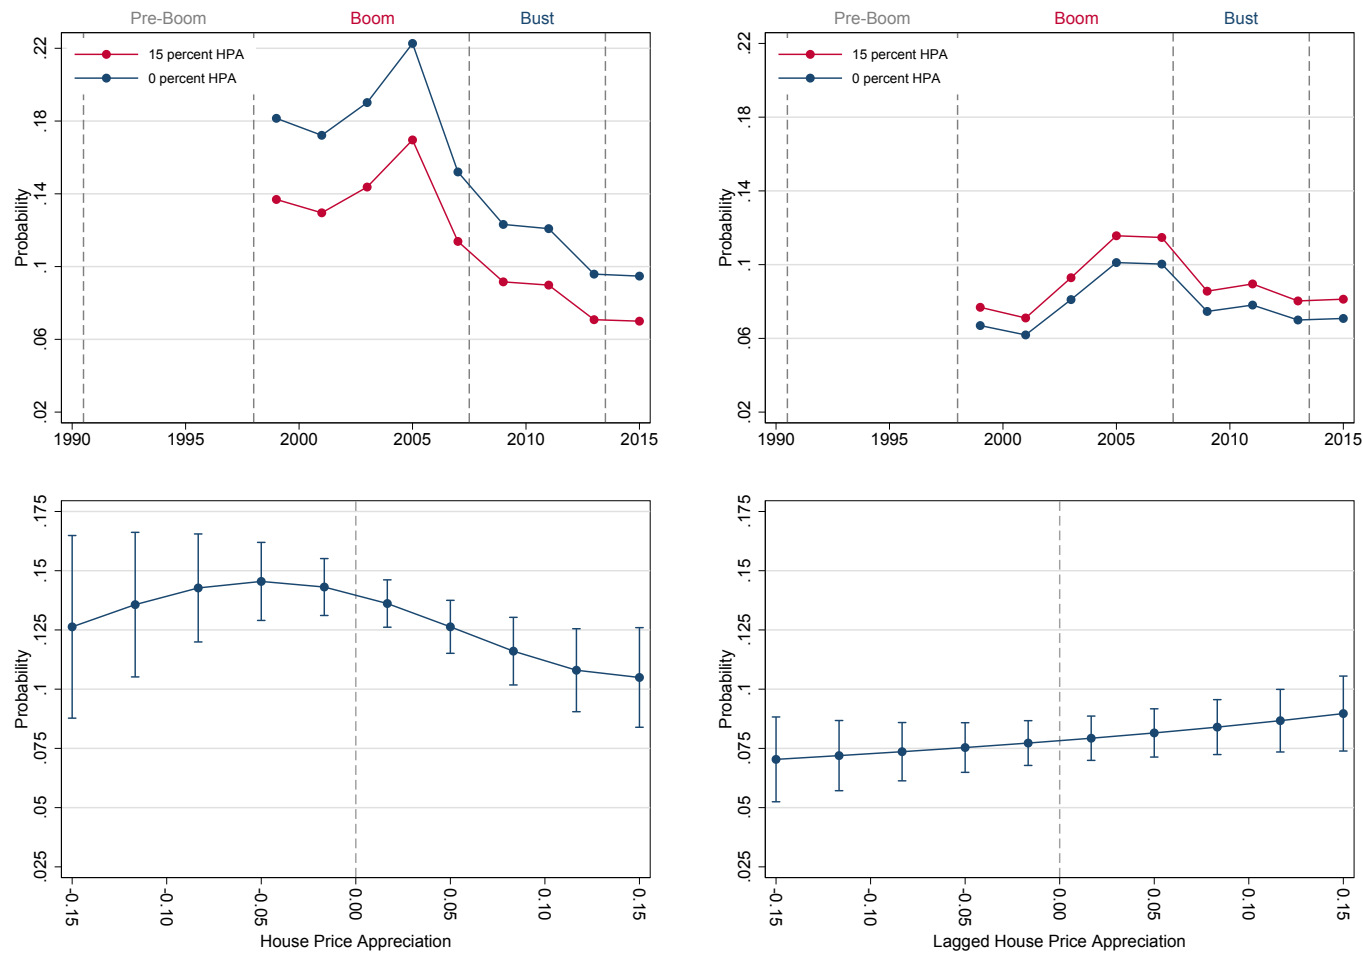 Pre-Boom Boom Bust
15 percent HPA
0 percent HPA
Probability
.22
.18
.14
.1
.06
.02
1990 1995 2000 2005 2010 2015
Pre-Boom Boom Bust
15 percent HPA
0 percent HPA
Probability
.22
.18
.14
.1
.06
.02
1990 1995 2000 2005 2010 2015
Probability
.175
.15
.125
.1
.075
.05
.025
-0.15 -0.10 -0.05 0.00 0.05 0.10 0.15
House Price Appreciation
Probability
.175
.15
.125
.1
.075
.05
.025
-0.15 -0.10 -0.05 0.00 0.05 0.10 0.15
Lagged House Price Appreciation